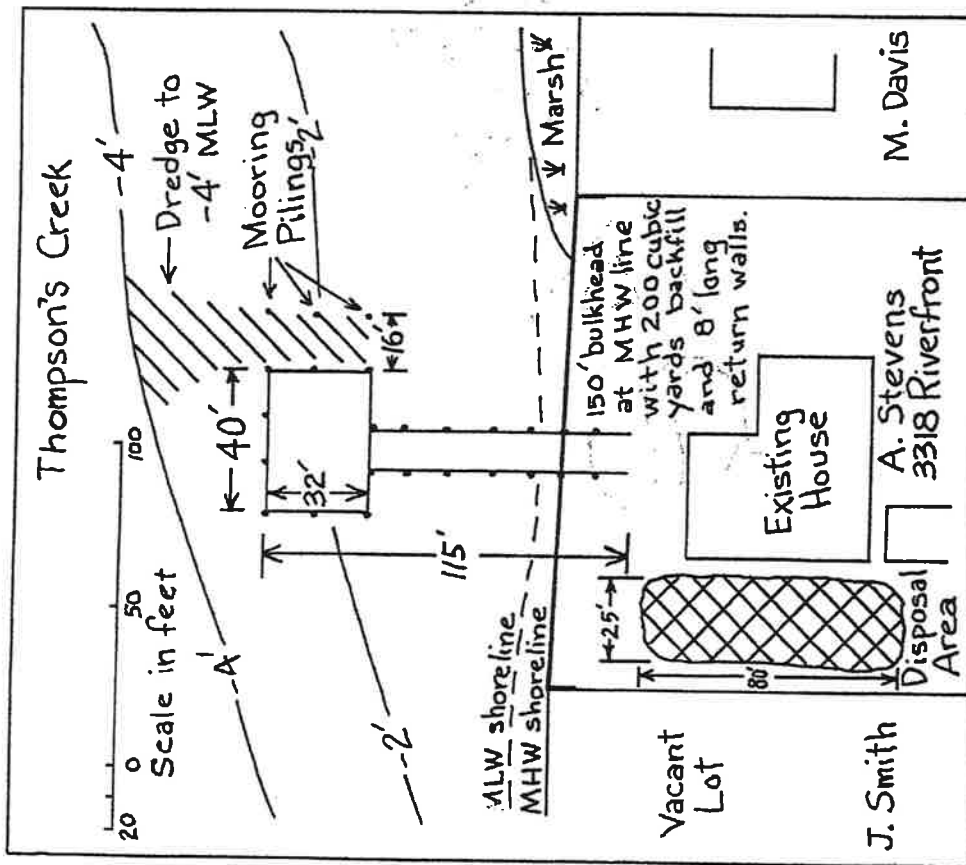 Thompson's Creek
20
0
50
100
Scale in feet
-4'
-4'
Dredge to
-4' MLW
Mooring
Pilings
-2'
-2'
40'
32'
16'
115'
MLW shoreline
MHW shoreline
Marsh
150' bulkhead
at MHW line
with 200 cubic
yards backfill
and 8' long
return walls.
25'
80'
Disposal
Area
Existing
House
Vacant
Lot
J. Smith
A. Stevens
3318 Riverfront
M. Davis